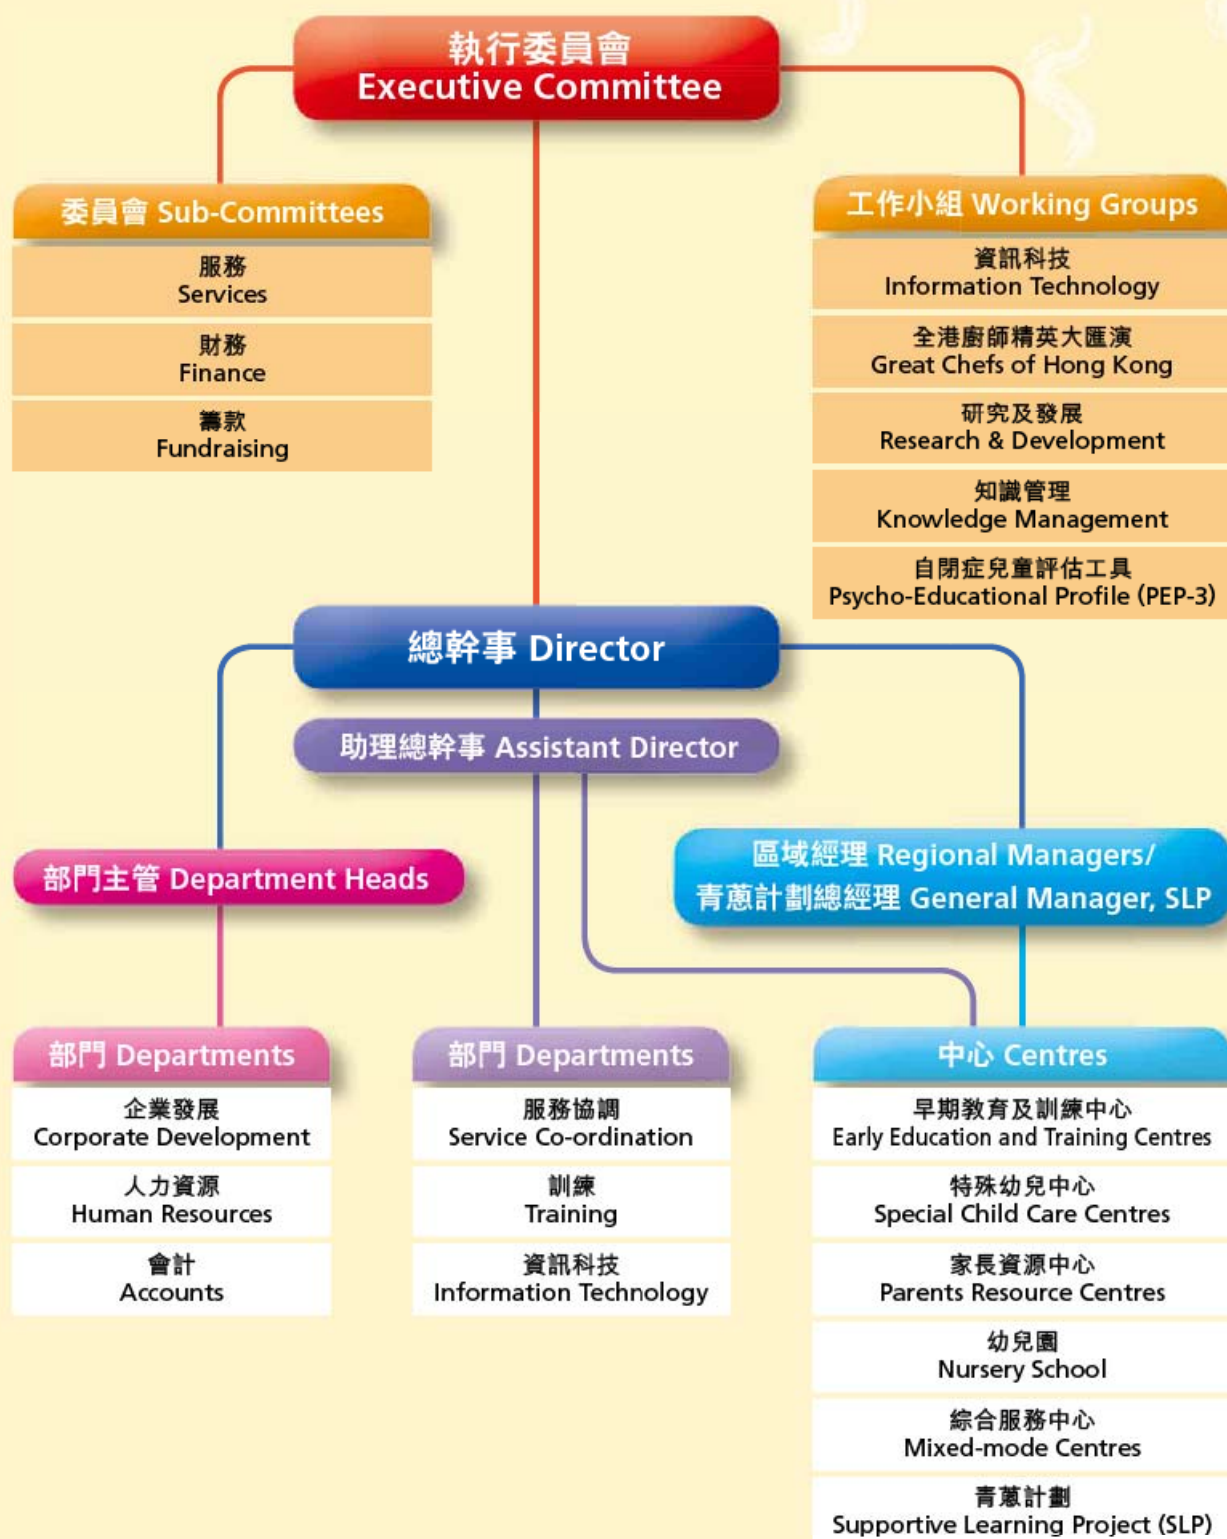 執行委員會
Executive Committee
委員會 Sub-Committees
服務
Services
財務
Finance
籌款
Fundraising
工作小組 Working Groups
資訊科技
Information Technology
全港廚師精英大匯演
Great Chefs of Hong Kong
研究及發展
Research & Development
知識管理
Knowledge Management
自閉症兒童評估工具
Psycho-Educational Profile (PEP-3)
總幹事 Director
助理總幹事 Assistant Director
部門主管 Department Heads
區域經理 Regional Managers/
青蔥計劃總經理 General Manager, SLP
部門 Departments
企業發展
Corporate Development
人力資源
Human Resources
會計
Accounts
部門 Departments
服務協調
Service Co-ordination
訓練
Training
資訊科技
Information Technology
中心 Centres
早期教育及訓練中心
Early Education and Training Centres
特殊幼兒中心
Special Child Care Centres
家長資源中心
Parents Resource Centres
幼兒園
Nursery School
綜合服務中心
Mixed-mode Centres
青蔥計劃
Supportive Learning Project (SLP)